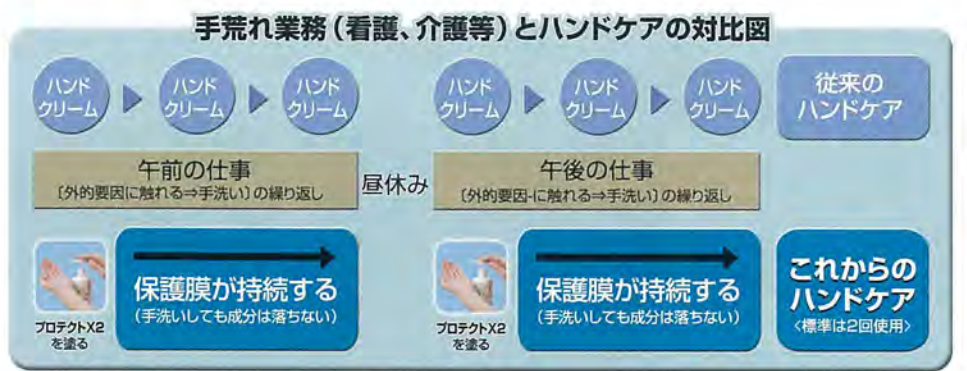 手荒れ業務（看護、介護等）とハンドケアの対比図
ハンド
クリーム
ハンド
クリーム
ハンド
クリーム
ハンド
クリーム
ハンド
クリーム
ハンド
クリーム
従来の
ハンドケア
午前の仕事
〔外的要因に触れる⇒手洗い〕の繰り返し
昼休み
午後の仕事
〔外的要因-に触れる⇒手洗い〕の繰り返し
プロテクトX2
を塗る
保護膜が持続する
（手洗いしても成分は落ちない）
プロテクトX2
を塗る
保護膜が持続する
（手洗いしても成分は落ちない）
これからの
ハンドケア
〈標準は2回使用〉